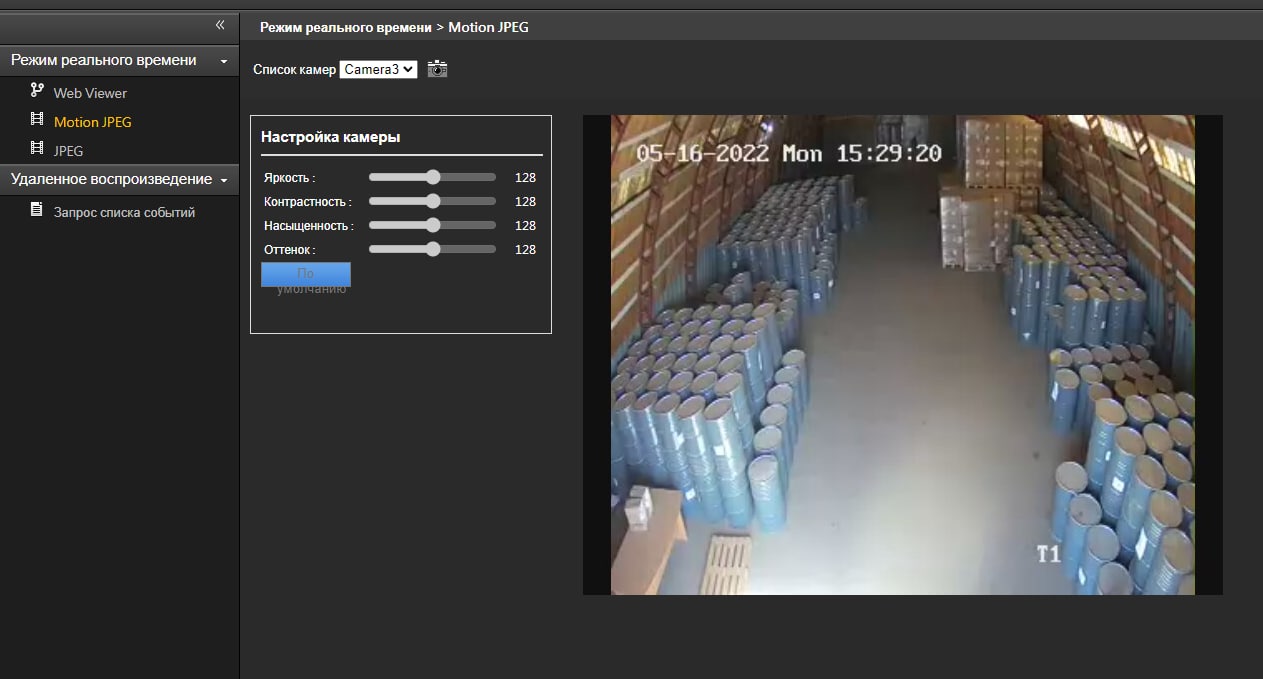 Режим реального времени > Motion JPEG
Режим реального времени
Web Viewer
Motion JPEG
JPEG
Удаленное воспроизведение
Запрос списка событий
Список камер Camera3
Настройка камеры
Яркость : 128
Контрастность : 128
Насыщенность : 128
Оттенок : 128
По
умолчанию
05-16-2022 Mon 15:29:20
T1